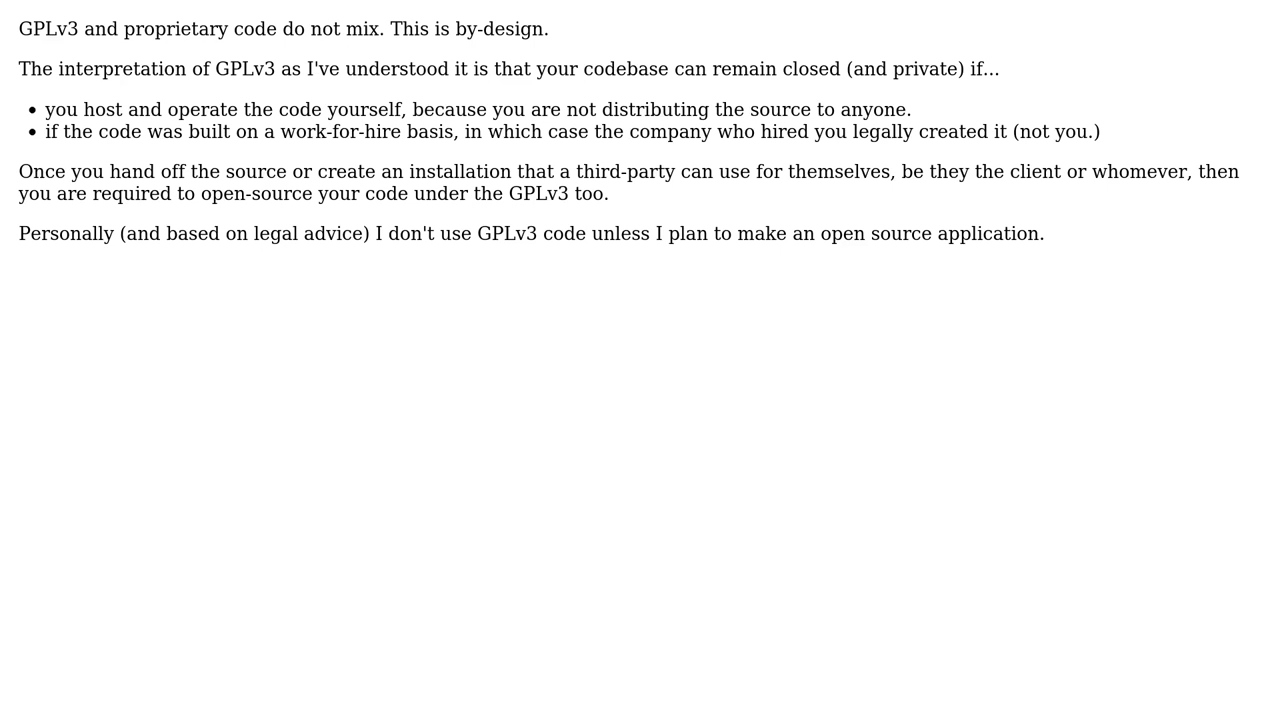 GPLv3 and proprietary code do not mix. This is by-design.
The interpretation of GPLv3 as I've understood it is that your codebase can remain closed (and private) if...
• you host and operate the code yourself, because you are not distributing the source to anyone.
• if the code was built on a work-for-hire basis, in which case the company who hired you legally created it (not you.)
Once you hand off the source or create an installation that a third-party can use for themselves, be they the client or whomever, then
you are required to open-source your code under the GPLv3 too.
Personally (and based on legal advice) I don't use GPLv3 code unless I plan to make an open source application.